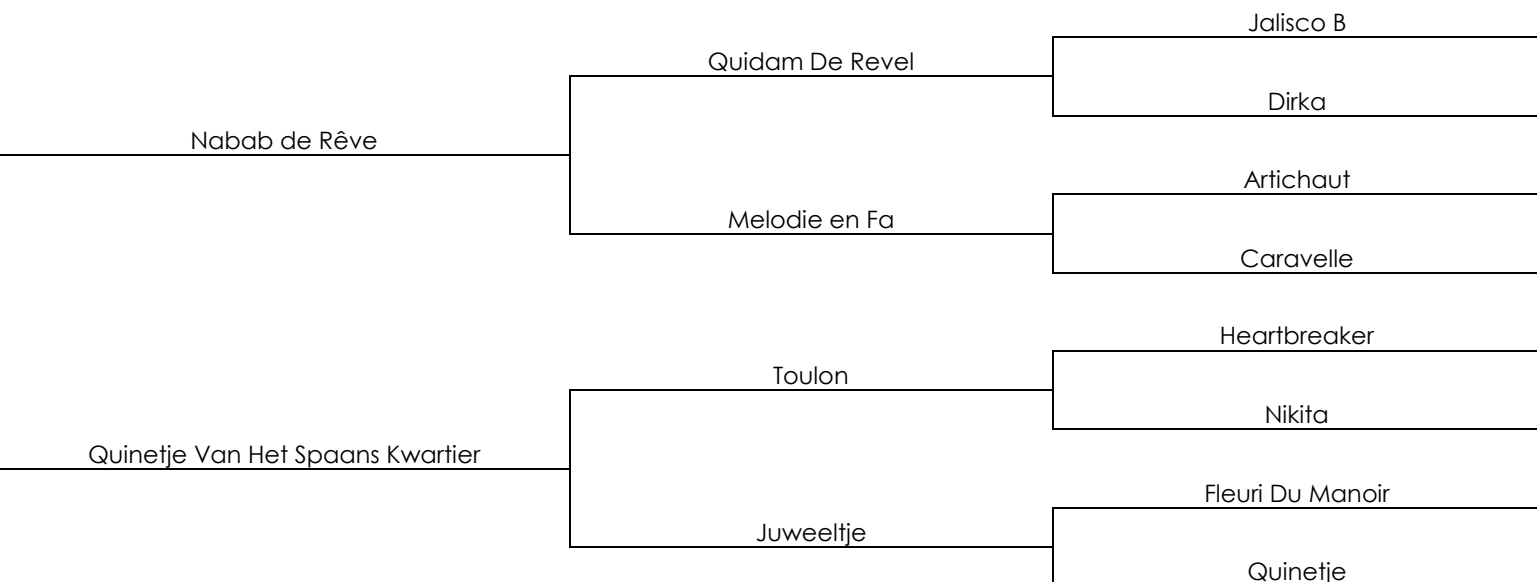 Jalisco B
Quidam De Revel
Dirka
Nabab de Rêve
Artichaut
Melodie en Fa
Caravelle
Heartbreaker
Toulon
Nikita
Quinetje Van Het Spaans Kwartier
Fleuri Du Manoir
Juweeltje
Quinetje